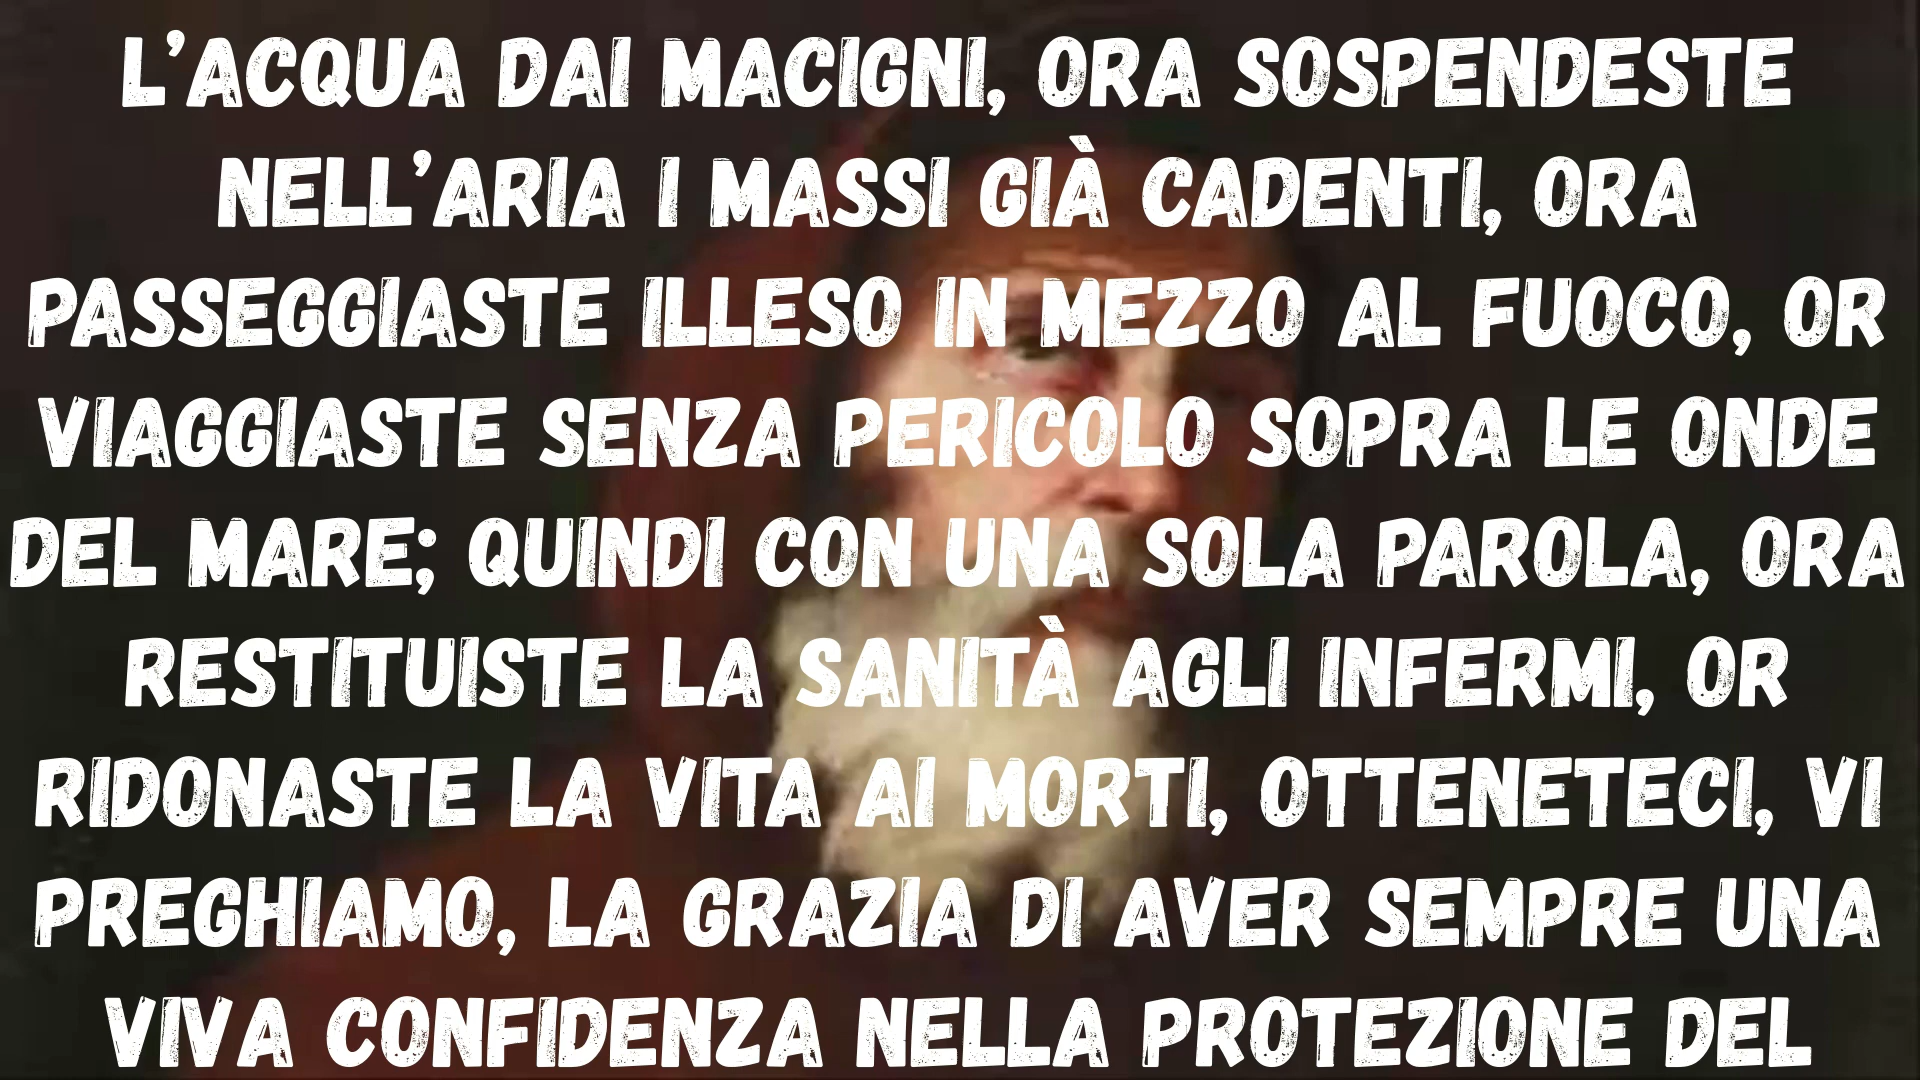 L'ACQUA DAI MACIGNI, ORA SOSPENDESTE
NELL'ARIA I MASSI GIÀ CADENTI, ORA
PASSEGGIASTE ILLESO IN MEZZO AL FUOCO, OR
VIAGGIASTE SENZA PERICOLO SOPRA LE ONDE
DEL MARE; QUINDI CON UNA SOLA PAROLA, ORA
RESTITUISTE LA SANITÀ AGLI INFERMI, OR
RIDONASTE LA VITA AI MORTI, OTTENETECI, VI
PREGHIAMO, LA GRAZIA DI AVER SEMPRE UNA
VIVA CONFIDENZA NELLA PROTEZIONE DEL